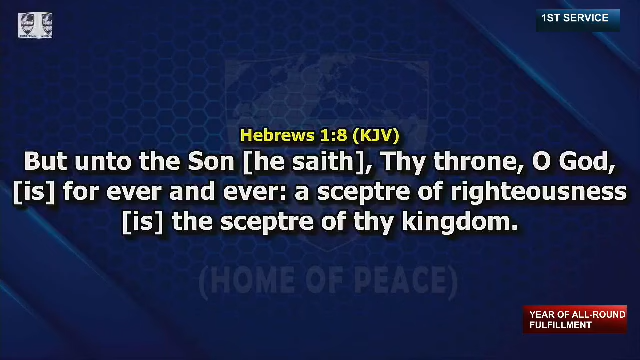 1ST SERVICE
Hebrews 1:8 (KJV)
But unto the Son [he saith], Thy throne, O God,
[is] for ever and ever: a sceptre of righteousness
[is] the sceptre of thy kingdom.
(HOME OF PEACE)
YEAR OF ALL-ROUND
FULFILLMENT